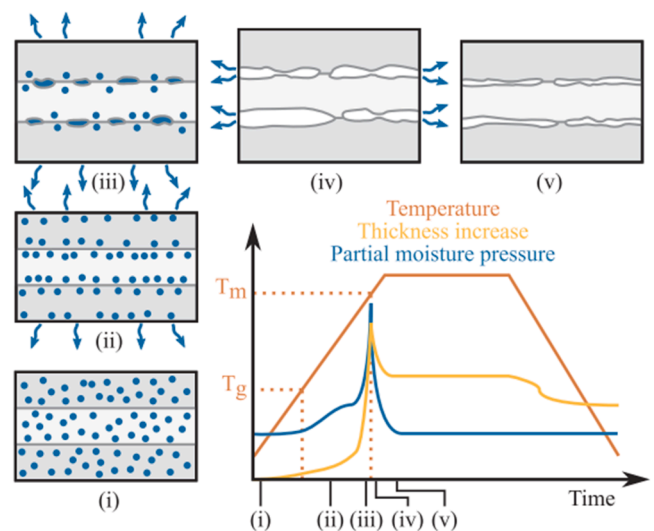 (iii)
(iv)
(v)
(ii)
(i)
Temperature
Thickness increase
Partial moisture pressure
Tm
Tg
Time
(i) (ii) (iii) (iv) (v)